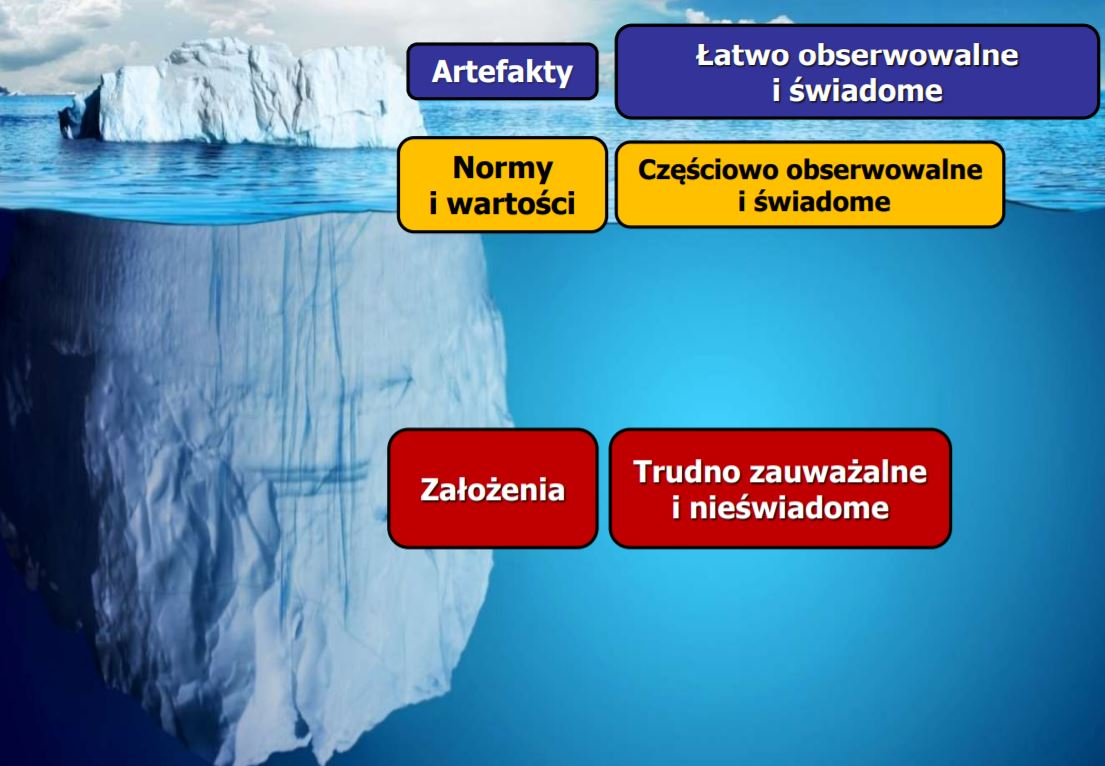 Artefakty
Łatwo obserwowalne
i świadome
Normy
i wartości
Częściowo obserwowalne
i świadome
Założenia
Trudno zauważalne
i nieświadome